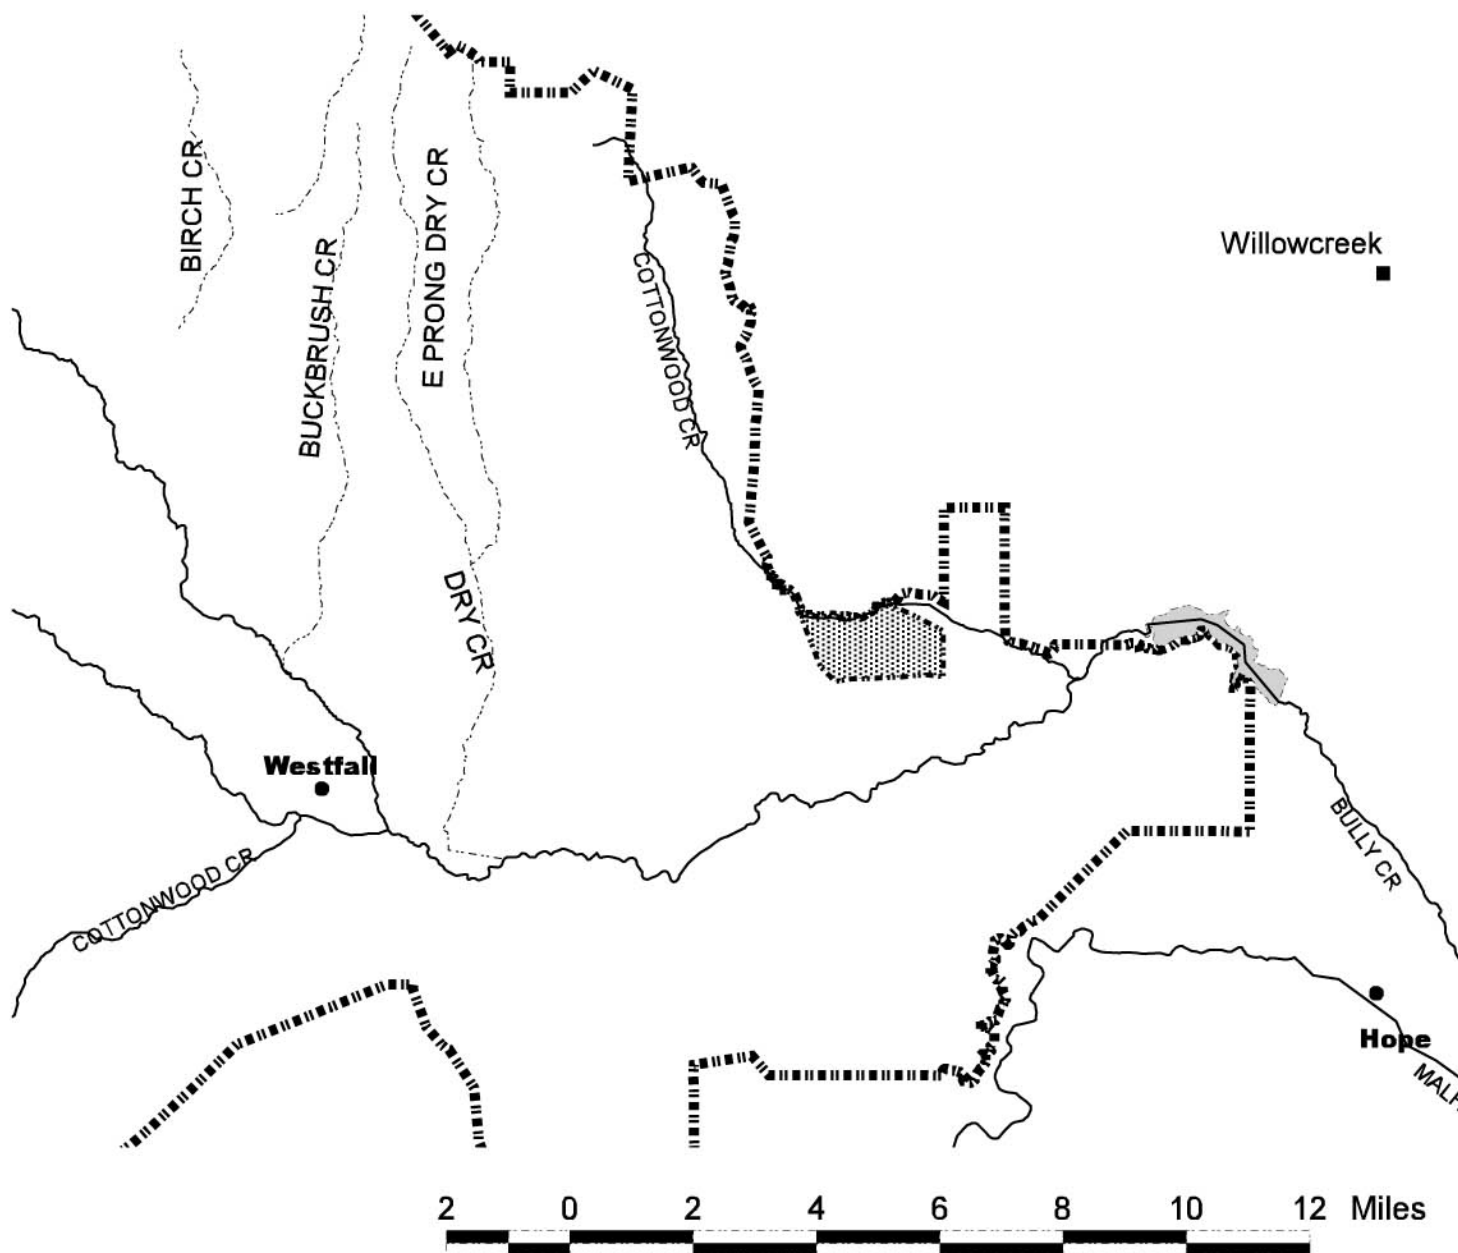 BIRCH CR
BUCKBRUSH CR
E PRONG DRY CR
COTTONWOOD CR
Willowcreek
DRY CR
Westfall
COTTONWOOD CR
BULLY CR
Hope
2 0 2 4 6 8 10 12 Miles